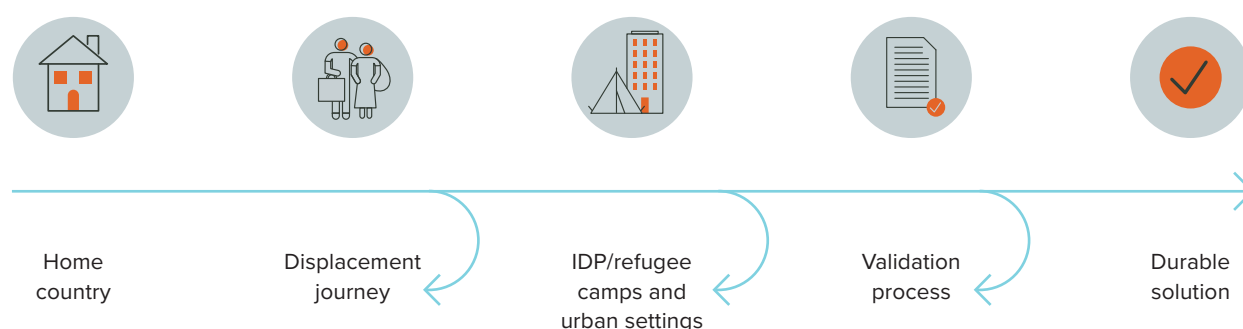 Home
country
Displacement
journey
IDP/refugee
camps and
urban settings
Validation
process
Durable
solution